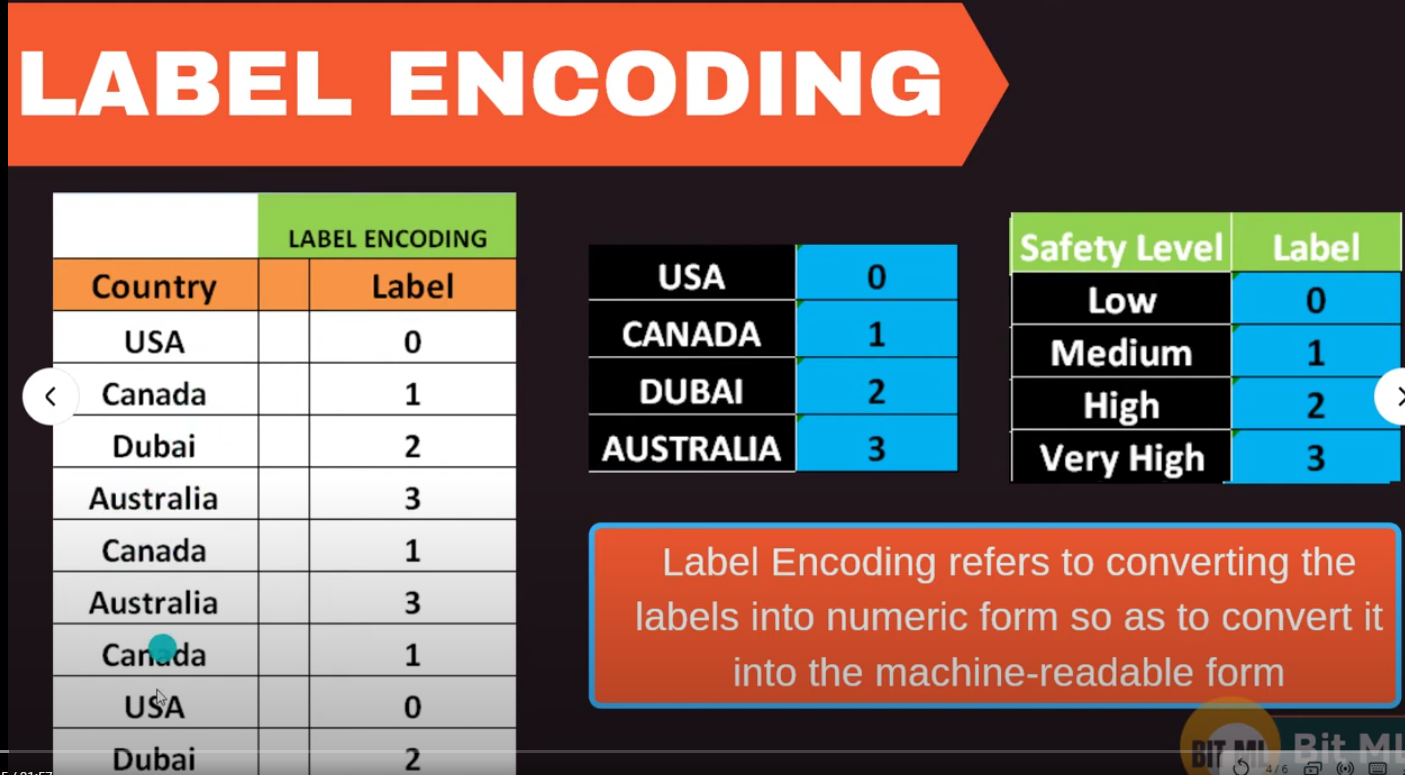 LABEL ENCODING
LABEL ENCODING
Country Label
USA 0
Canada 1
Dubai 2
Australia 3
Canada 1
Australia 3
Canada 1
USA 0
Dubai 2
USA 0
CANADA 1
DUBAI 2
AUSTRALIA 3
Safety Level Label
Low 0
Medium 1
High 2
Very High 3
Label Encoding refers to converting the
labels into numeric form so as to convert it
into the machine-readable form
BIT ML Bit ML
4/6